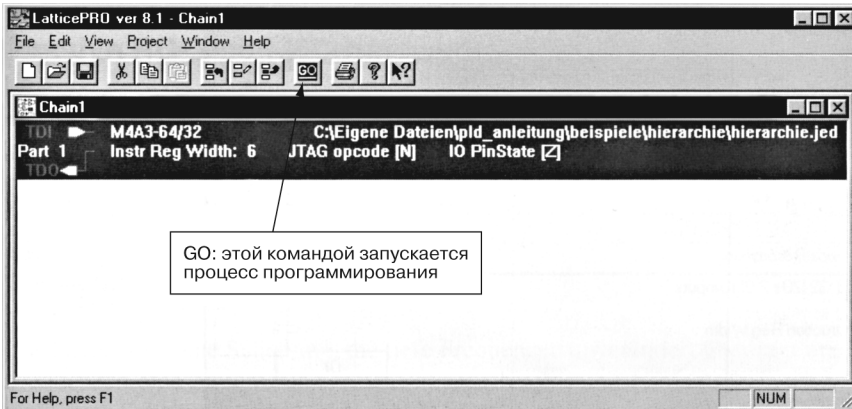 LatticePRO ver 8.1 - Chain1
File Edit View Project Window Help
GO
Chain1
TDI M4A3-64/32 C:\Eigene Dateien\pld_anleitung\beispiele\hierarchie\hierarchie.jed
Part 1 Instr Reg Width: 6 JTAG opcode [N] IO PinState [Z]
TDO
GO: этой командой запускается
процесс программирования
For Help, press F1 NUM